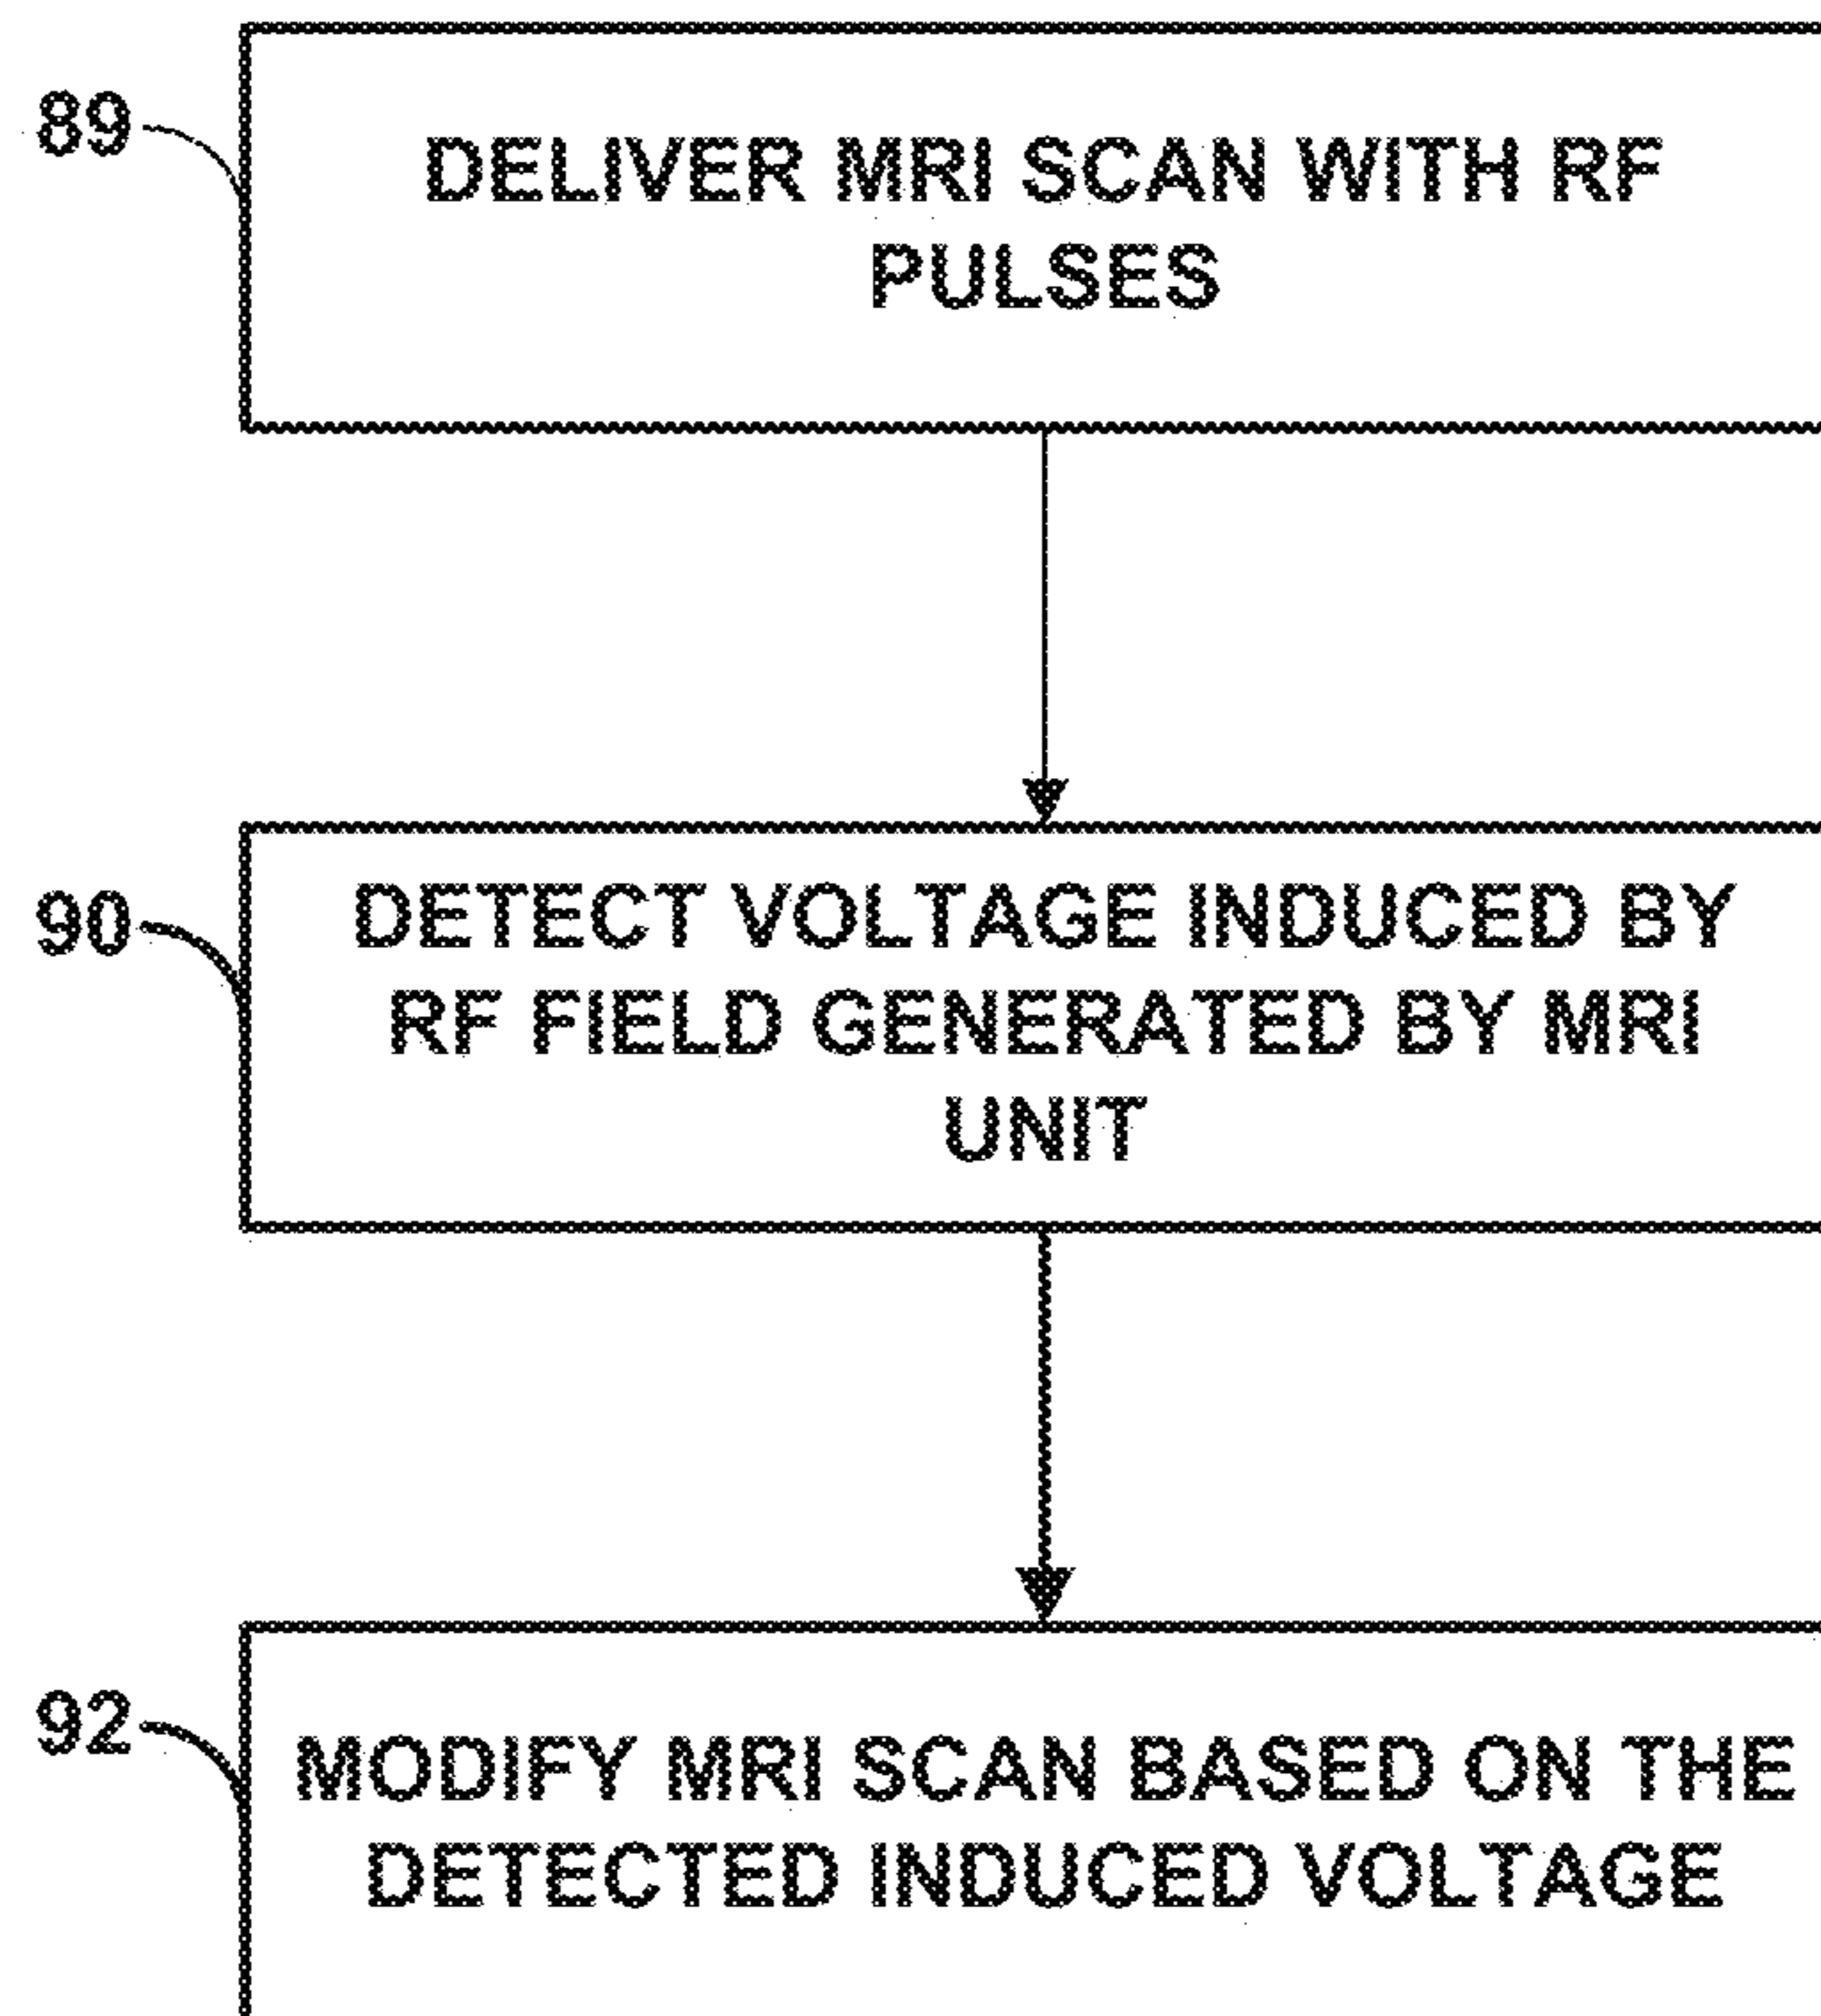 89
DELIVER MRI SCAN WITH RF
PULSES
90
DETECT VOLTAGE INDUCED BY
RF FIELD GENERATED BY MRI
UNIT
92
MODIFY MRI SCAN BASED ON THE
DETECTED INDUCED VOLTAGE